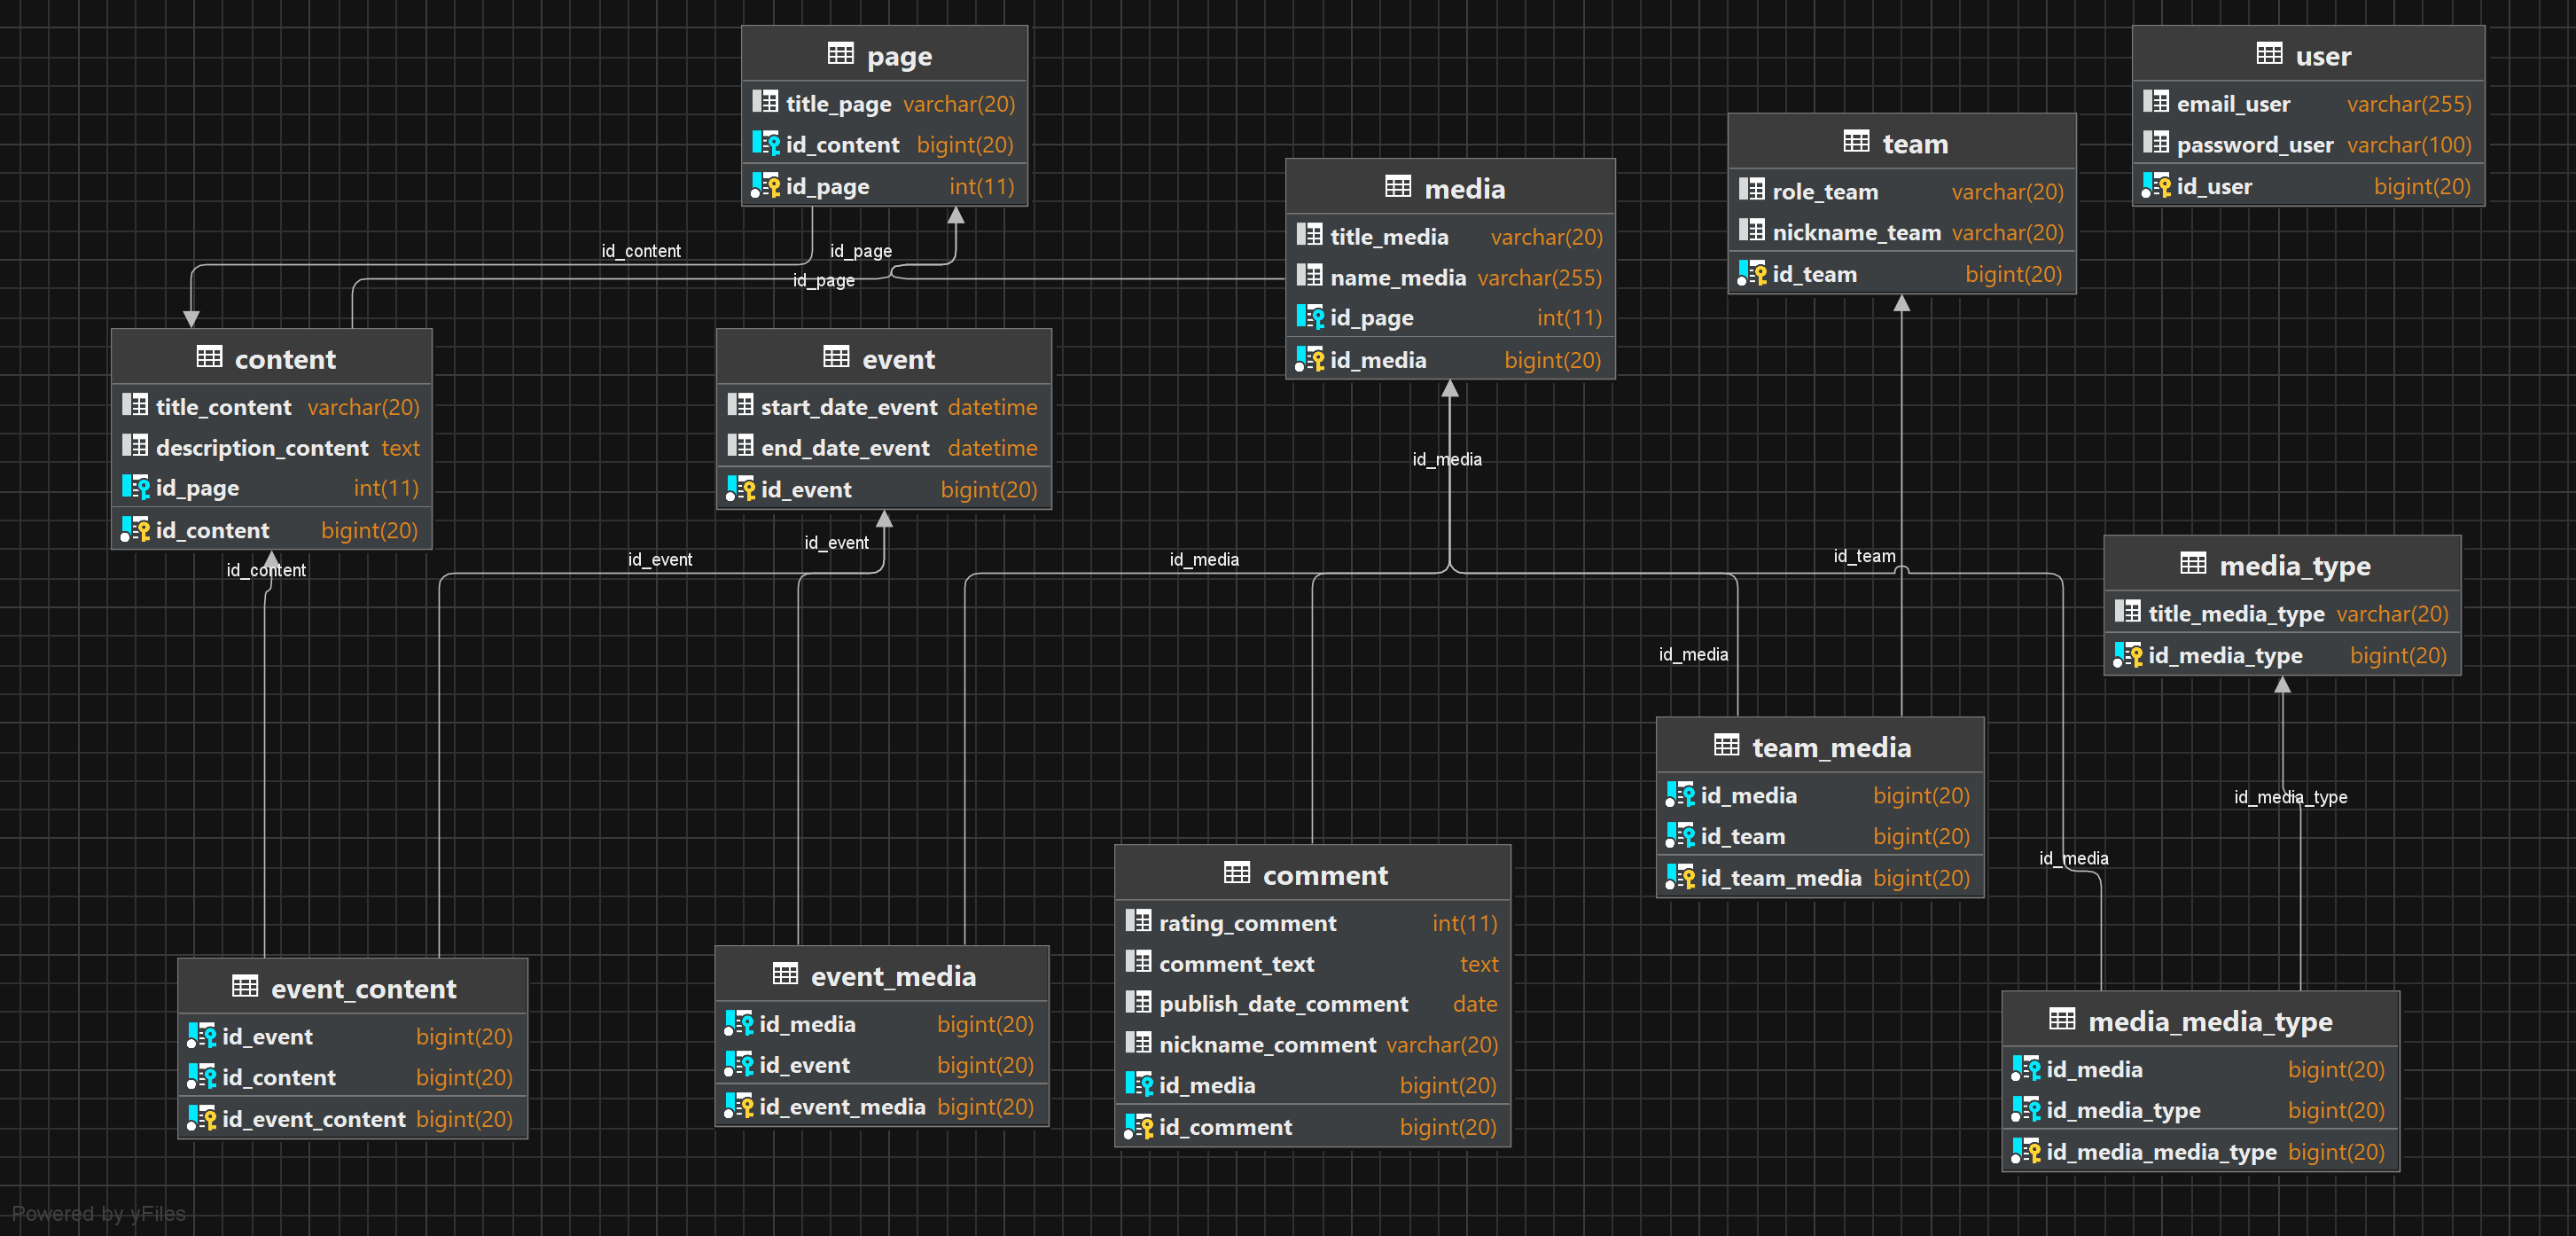 page
title_page varchar(20)
id_content bigint(20)
id_page int(11)
user
email_user varchar(255)
password_user varchar(100)
id_user bigint(20)
team
role_team varchar(20)
nickname_team varchar(20)
id_team bigint(20)
media
title_media varchar(20)
name_media varchar(255)
id_page int(11)
id_media bigint(20)
id_content
id_page
id_page
content
title_content varchar(20)
description_content text
id_page int(11)
id_content bigint(20)
event
start_date_event datetime
end_date_event datetime
id_event bigint(20)
id_media
id_content
id_event
id_event
id_media
id_team
media_type
title_media_type varchar(20)
id_media_type bigint(20)
id_media
team_media
id_media bigint(20)
id_team bigint(20)
id_team_media bigint(20)
id_media_type
id_media
event_content
id_event bigint(20)
id_content bigint(20)
id_event_content bigint(20)
event_media
id_media bigint(20)
id_event bigint(20)
id_event_media bigint(20)
comment
rating_comment int(11)
comment_text text
publish_date_comment date
nickname_comment varchar(20)
id_media bigint(20)
id_comment bigint(20)
media_media_type
id_media bigint(20)
id_media_type bigint(20)
id_media_media_type bigint(20)
Powered by yFiles